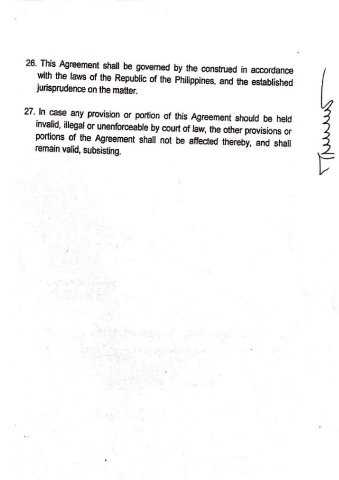 26. This Agreement shall be governed by the construed in accordance
with the laws of the Republic of the Philippines, and the established
jurisprudence on the matter.
27. In case any provision or portion of this Agreement should be held
invalid, illegal or unenforceable by court of law, the other provisions or
portions of the Agreement shall not be affected thereby, and shall
remain valid, subsisting.